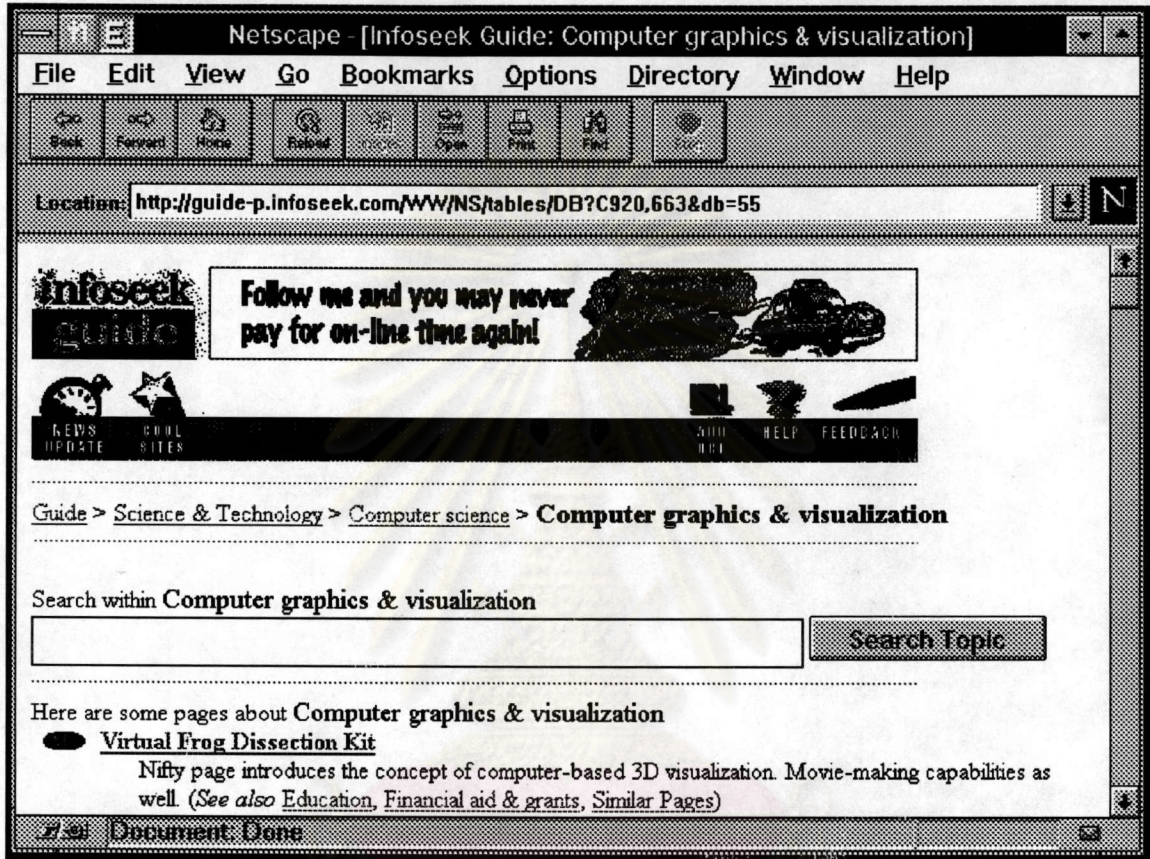 Netscape - [Infoseek Guide: Computer graphics & visualization]
File Edit View Go Bookmarks Options Directory Window Help
Back Forward Home Reload Open Print Find
Location: http://guide-p.infoseek.com/WW/NS/tables/DB?C920,663&db=55
N
infoseek
guide
Follow me and you may never
pay for on-line time again!
NEWS UPDATE COOL SITES ADD URL HELP FEEDBACK
Guide > Science & Technology > Computer science > Computer graphics & visualization
Search within Computer graphics & visualization
Search Topic
Here are some pages about Computer graphics & visualization
Virtual Frog Dissection Kit
Nifty page introduces the concept of computer-based 3D visualization. Movie-making capabilities as
well. (See also Education, Financial aid & grants, Similar Pages)
Document: Done